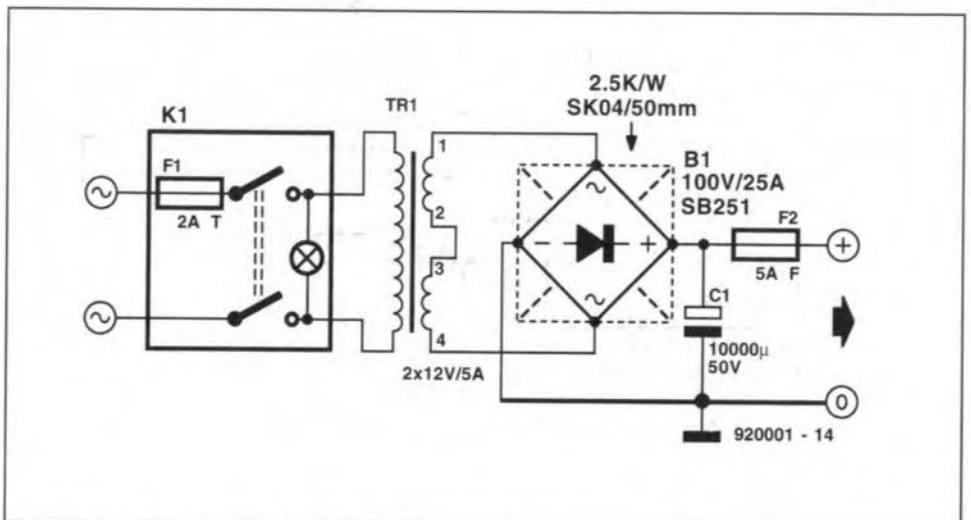 2.5K/W
SK04/50mm
K1
TR1
F1
2A T
1
2
3
4
2x12V/5A
B1
100V/25A
SB251
~
~
~
~
-
+
F2
5A F
+
C1
10000µ
50V
0
920001 - 14